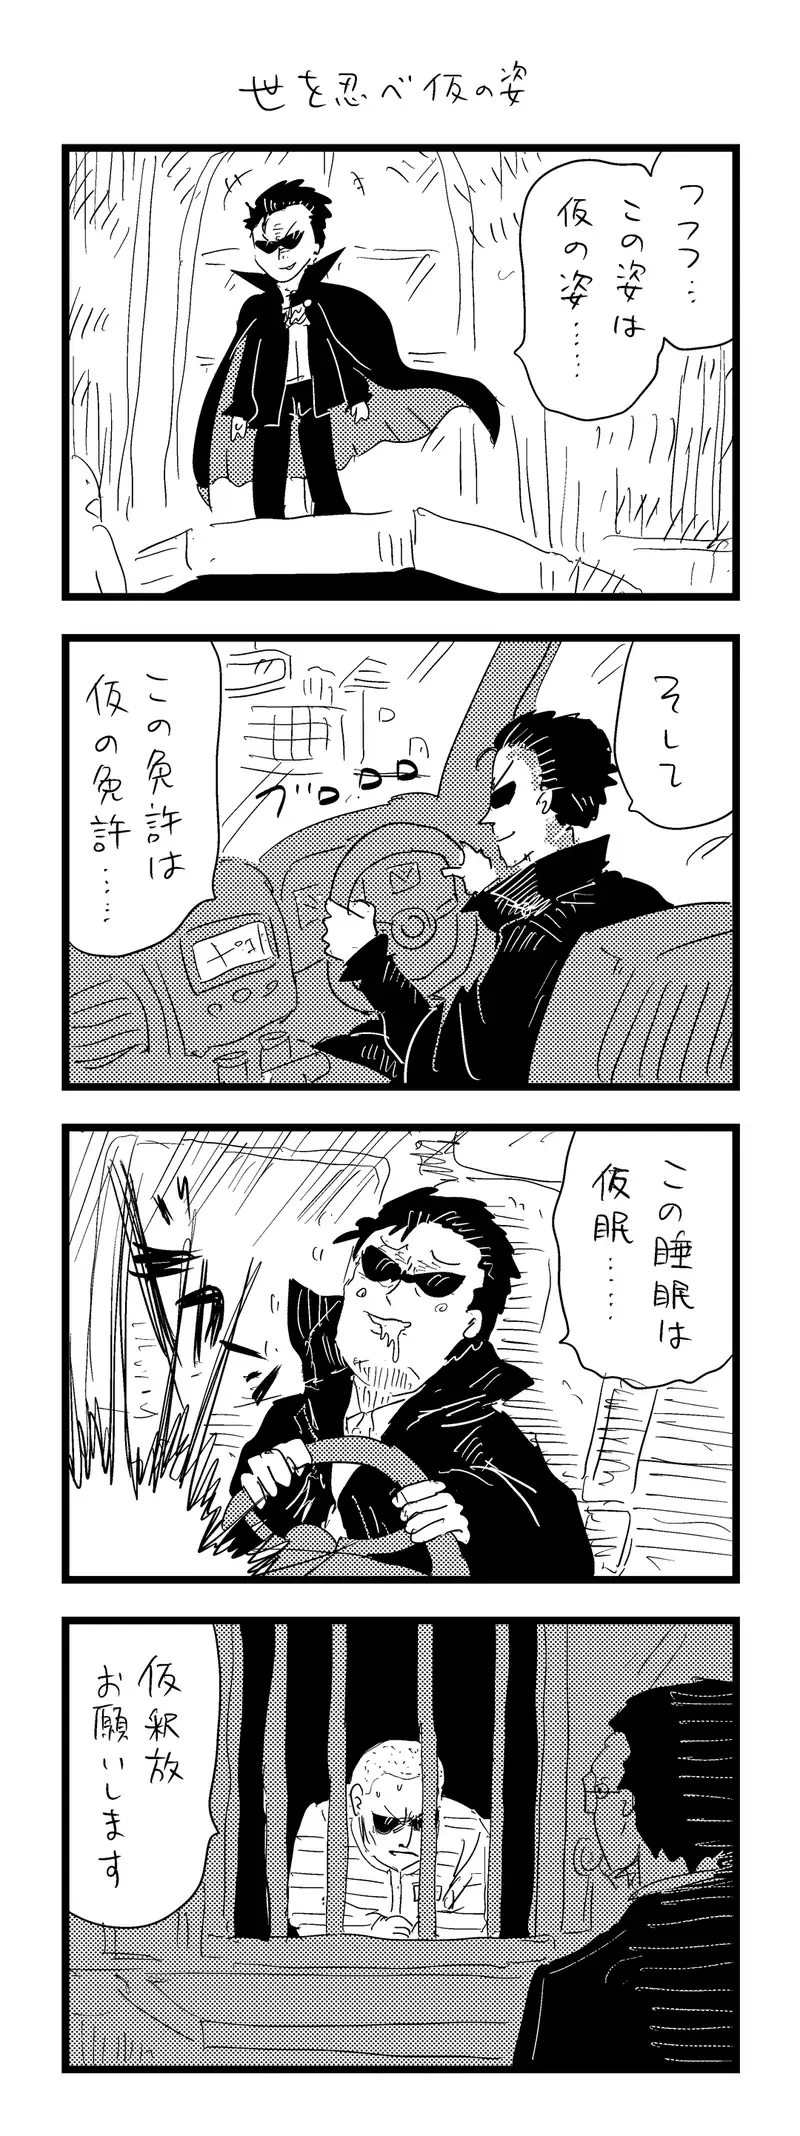 世を忍べ仮の姿
フフフ…
この姿は
仮の姿……
そして
ブロロロ
この免許は
仮の免許……
この睡眠は
仮眠……
仮釈放
お願いします